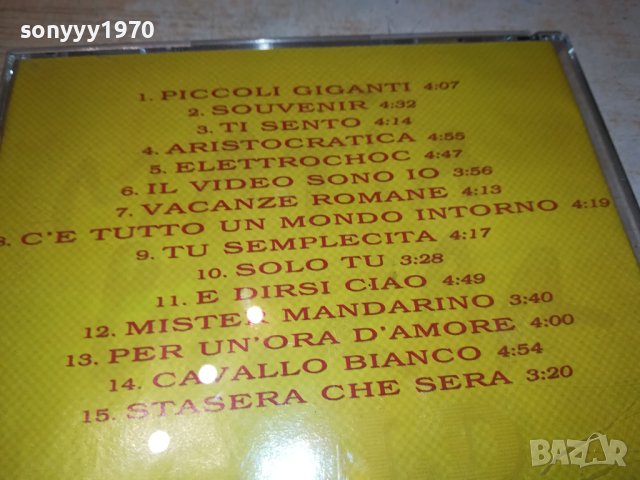 sonyyy1970
1. PICCOLI GIGANTI 4:07
2. SOUVENIR 4:32
3. TI SENTO 4:14
4. ARISTOCRATICA 4:55
5. ELETTROCHOC 4:47
6. IL VIDEO SONO IO 3:56
7. VACANZE ROMANE 4:13
8. C'E TUTTO UN MONDO INTORNO 4:19
9. TU SEMPLECITA 4:17
10. SOLO TU 3:28
11. E DIRSI CIAO 4:49
12. MISTER MANDARINO 3:40
13. PER UN'ORA D'AMORE 4:00
14. CAVALLO BIANCO 4:54
15. STASERA CHE SERA 3:20
BAZAR